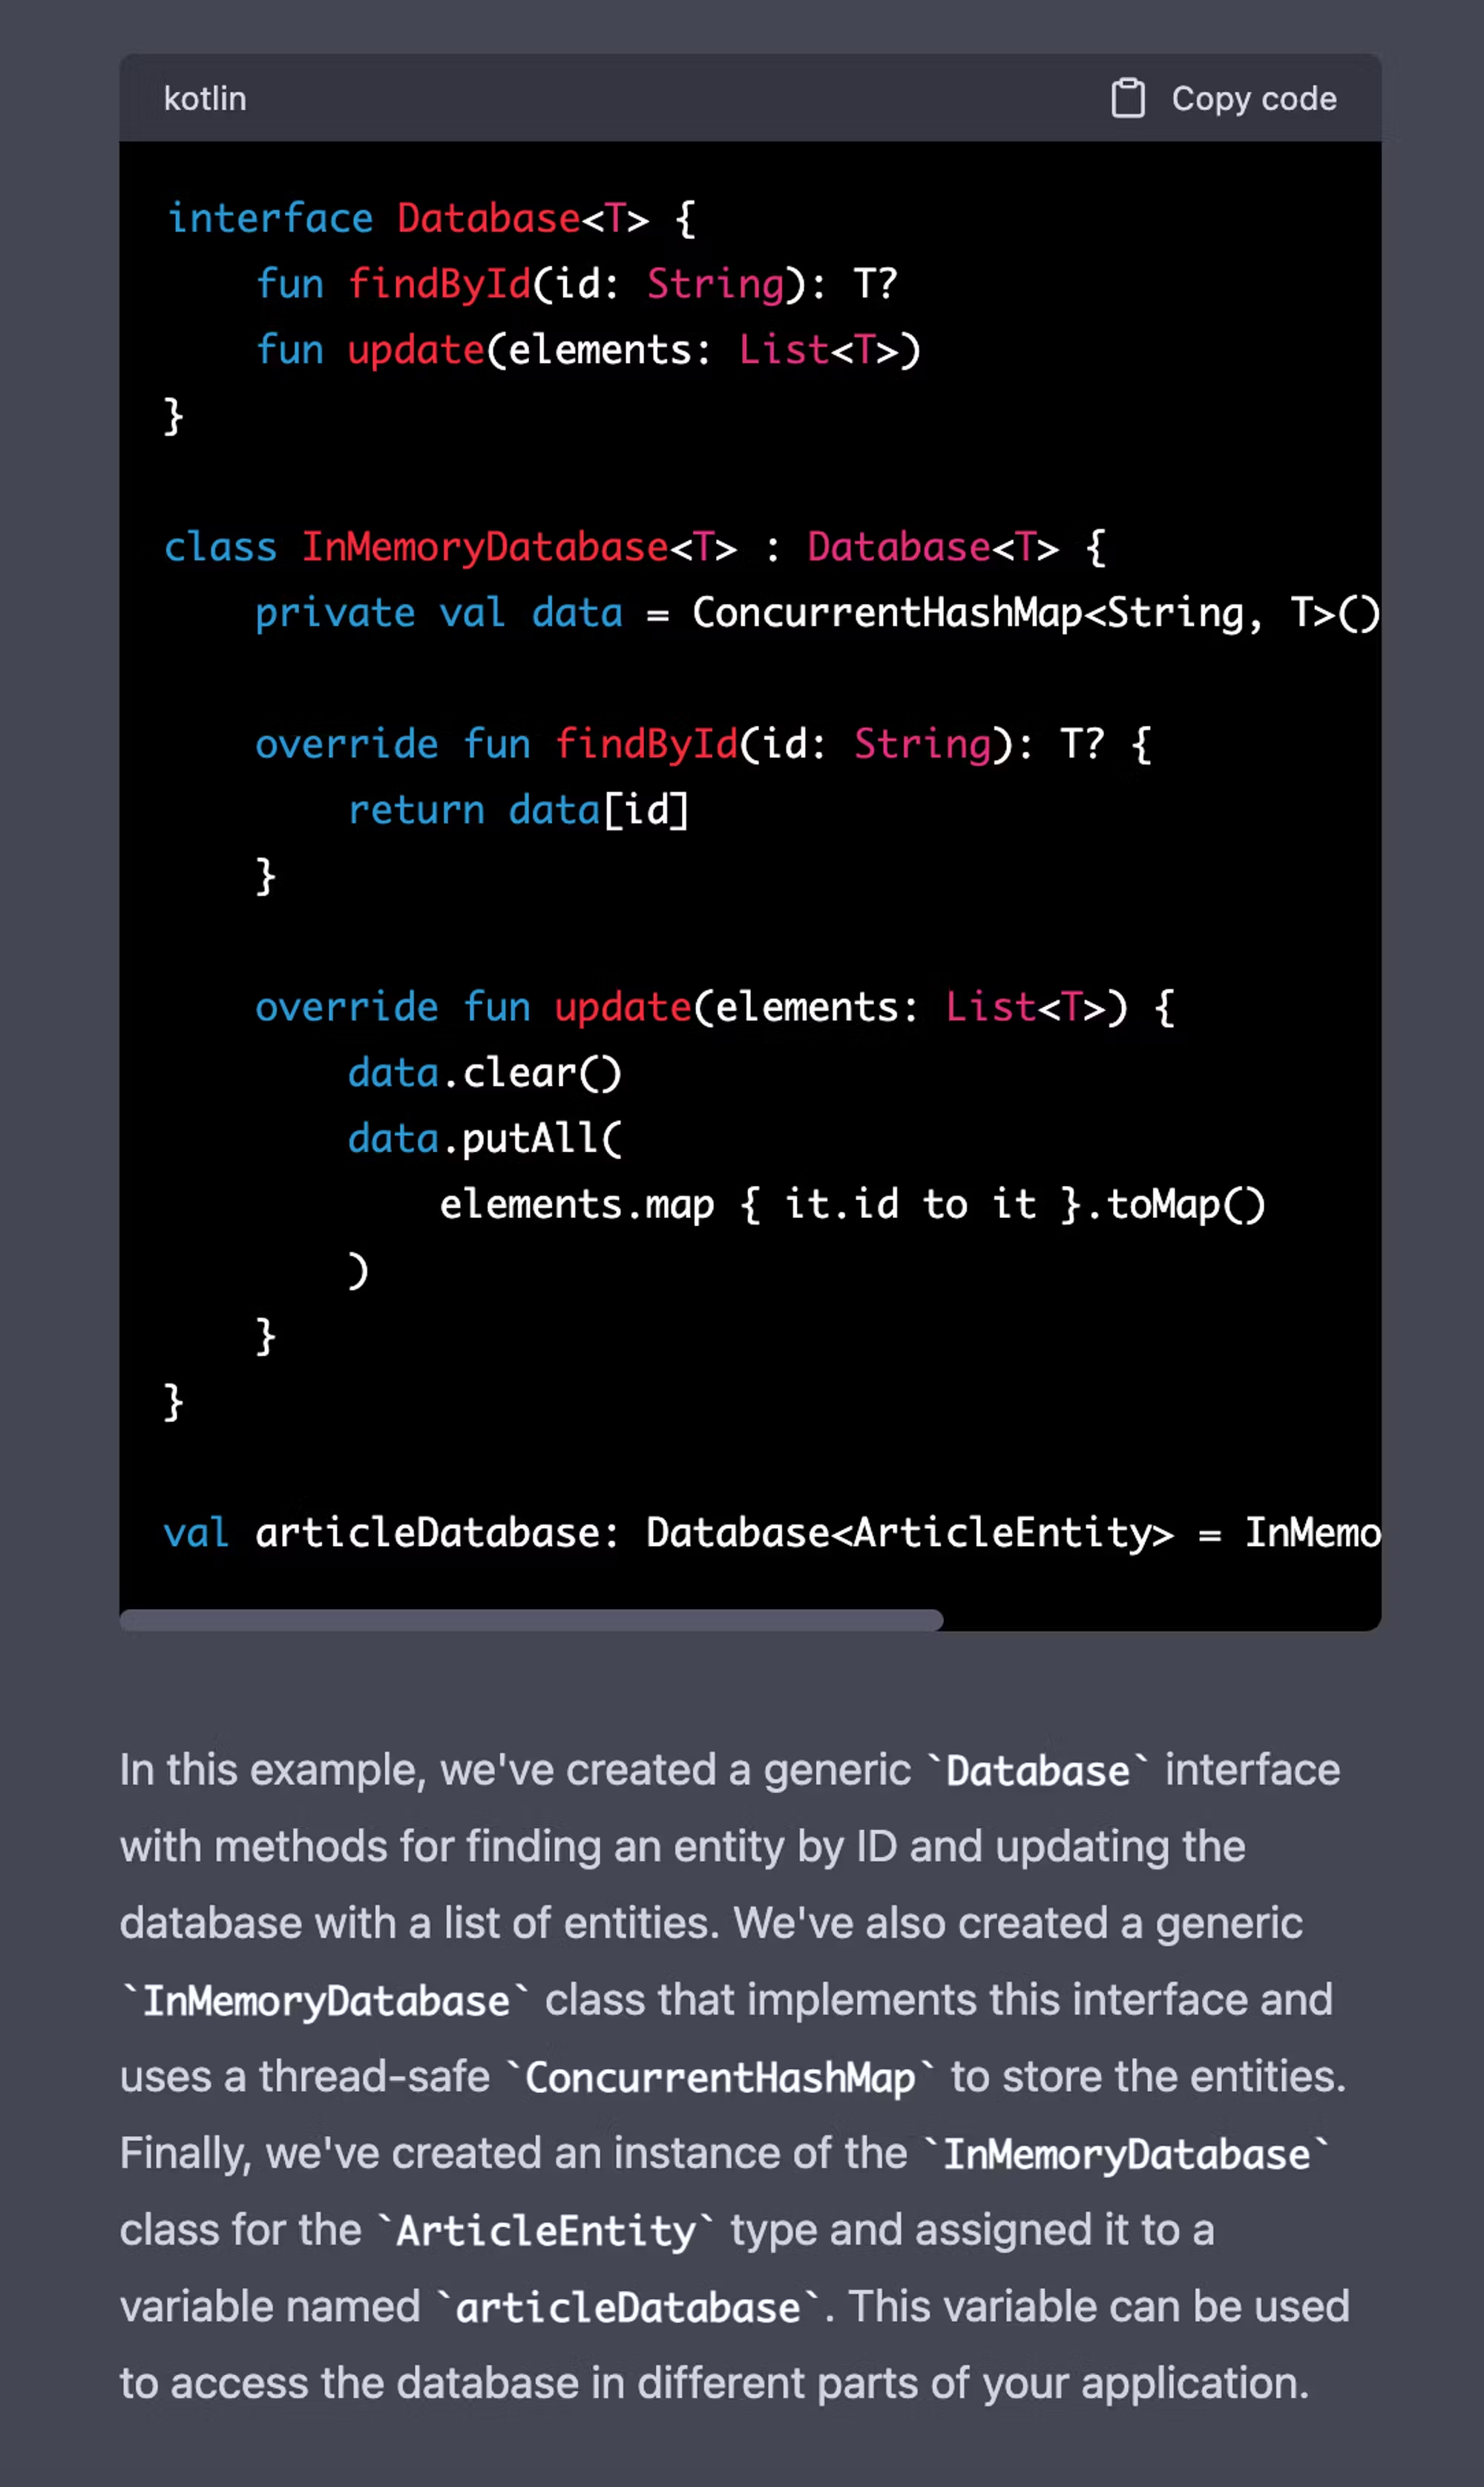 kotlin
Copy code
interface Database<T> {
    fun findById(id: String): T?
    fun update(elements: List<T>)
}
class InMemoryDatabase<T> : Database<T> {
    private val data = ConcurrentHashMap<String, T>()
    override fun findById(id: String): T? {
        return data[id]
    }
    override fun update(elements: List<T>) {
        data.clear()
        data.putAll(
            elements.map { it.id to it }.toMap()
        )
    }
}
val articleDatabase: Database<ArticleEntity> = InMemo
In this example, we've created a generic `Database` interface
with methods for finding an entity by ID and updating the
database with a list of entities. We've also created a generic
`InMemoryDatabase` class that implements this interface and
uses a thread-safe `ConcurrentHashMap` to store the entities.
Finally, we've created an instance of the `InMemoryDatabase`
class for the `ArticleEntity` type and assigned it to a
variable named `articleDatabase`. This variable can be used
to access the database in different parts of your application.